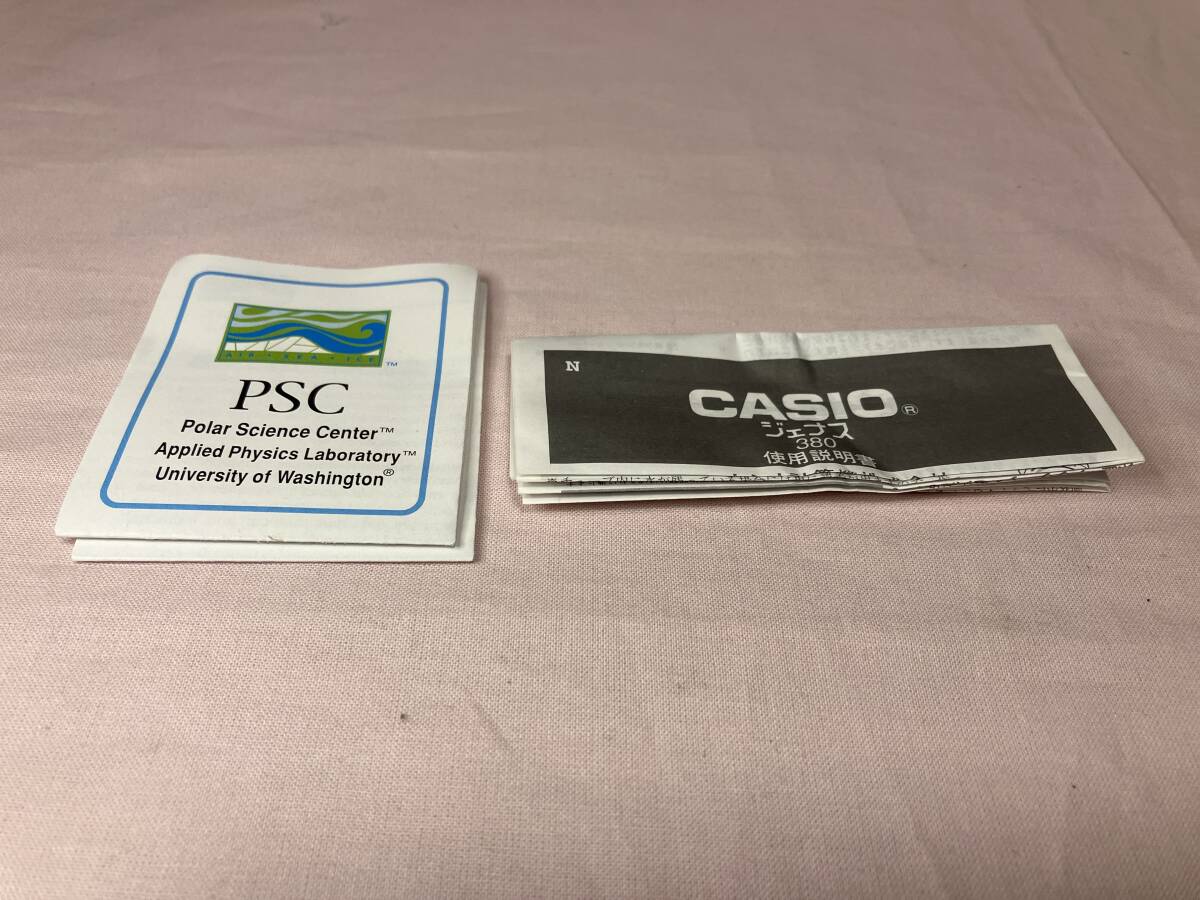 AIR • SEA • ICE ™
PSC
Polar Science Center™
Applied Physics Laboratory™
University of Washington®
N
CASIO®
ジェナス
380
使用説明書